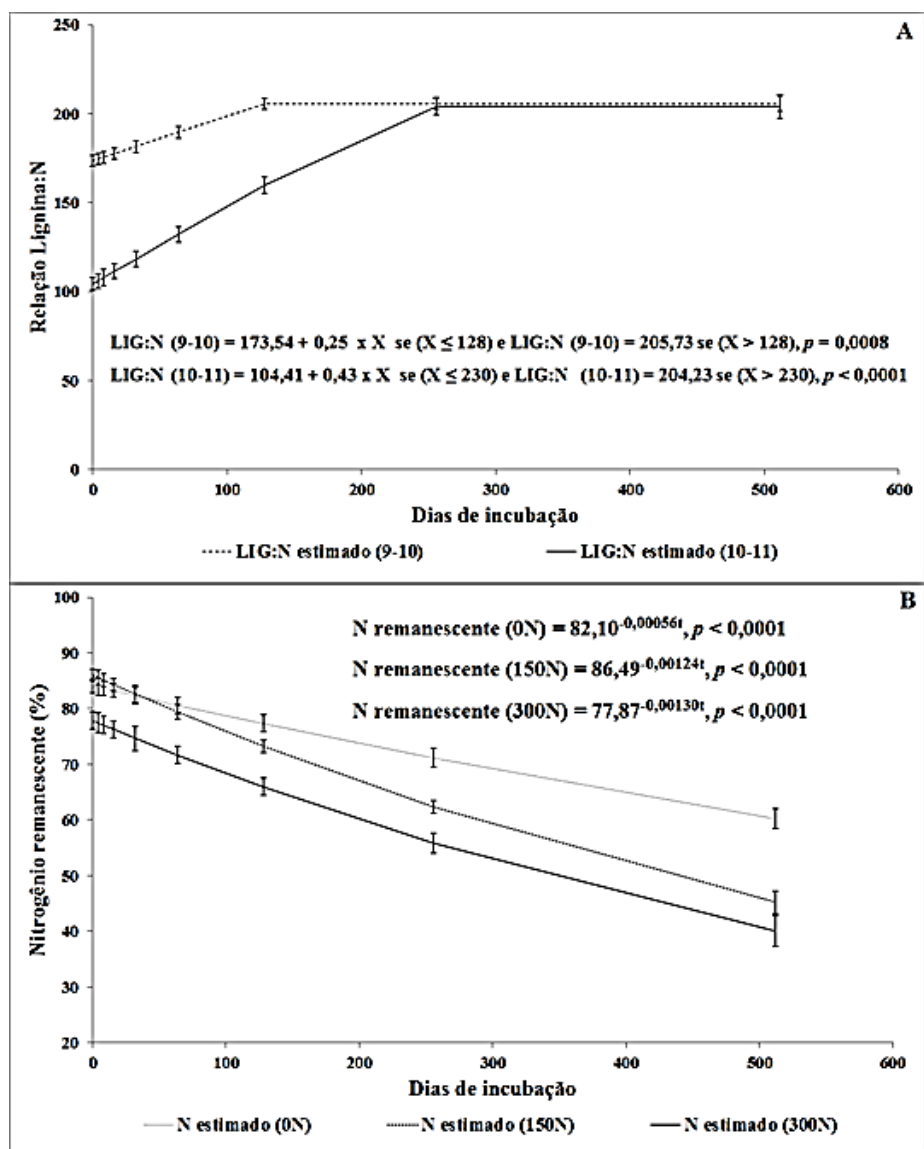 A
250
200
150
100
50
0
Relação Lignina:N
LIG:N (9-10) = 173,54 + 0,25 x X se (X ≤ 128) e LIG:N (9-10) = 205,73 se (X > 128), p = 0,0008
LIG:N (10-11) = 104,41 + 0,43 x X se (X ≤ 230) e LIG:N (10-11) = 204,23 se (X > 230), p < 0,0001
0 100 200 300 400 500 600
Dias de incubação
LIG:N estimado (9-10) LIG:N estimado (10-11)
B
100
90
80
70
60
50
40
30
20
Nitrogênio remanescente (%)
N remanescente (0N) = 82,10^-0,00056t, p < 0,0001
N remanescente (150N) = 86,49^-0,00124t, p < 0,0001
N remanescente (300N) = 77,87^-0,00130t, p < 0,0001
0 100 200 300 400 500 600
Dias de incubação
N estimado (0N) N estimado (150N) N estimado (300N)